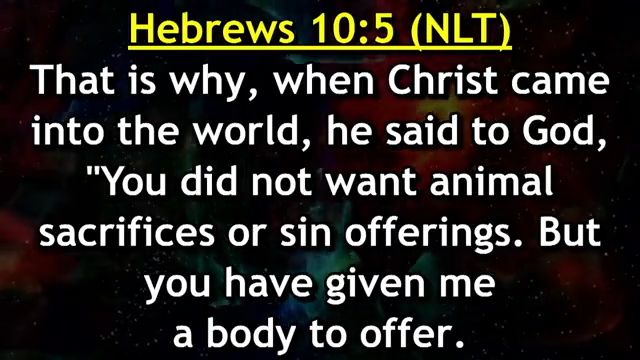 Hebrews 10:5 (NLT)
That is why, when Christ came
into the world, he said to God,
"You did not want animal
sacrifices or sin offerings. But
you have given me
a body to offer.